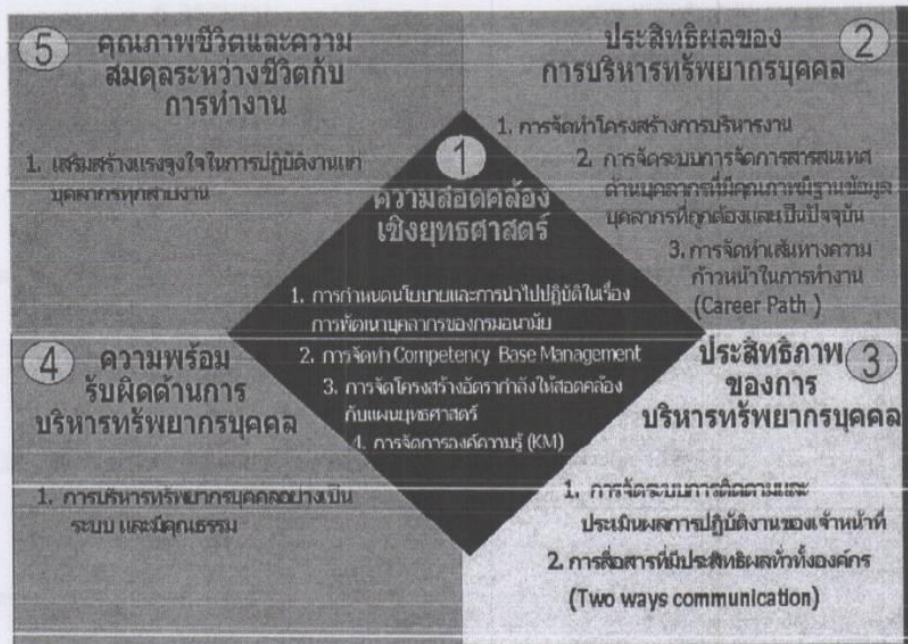 1
ความสอดคล้อง
เชิงยุทธศาสตร์
1. การกำหนดนโยบายและการนำไปปฏิบัติในเรื่อง
การพัฒนาบุคลากรของกรมอนามัย
2. การจัดทำ Competency Base Management
3. การจัดโครงสร้างอัตรากำลังให้สอดคล้อง
กับแผนยุทธศาสตร์
4. การจัดการองค์ความรู้ (KM)
2
ประสิทธิผลของ
การบริหารทรัพยากรบุคคล
1. การจัดทำโครงสร้างการบริหารงาน
2. การจัดระบบการจัดการสารสนเทศ
ด้านบุคลากรที่มีคุณภาพมีฐานข้อมูล
บุคลากรที่ถูกต้องและเป็นปัจจุบัน
3. การจัดทำเส้นทางความ
ก้าวหน้าในการทำงาน
(Career Path )
3
ประสิทธิภาพ
ของการ
บริหารทรัพยากรบุคคล
1. การจัดระบบการติดตามและ
ประเมินผลการปฏิบัติงานของเจ้าหน้าที่
2. การสื่อสารที่มีประสิทธิผลทั่วทั้งองค์กร
(Two ways communication)
4
ความพร้อม
รับผิดด้านการ
บริหารทรัพยากรบุคคล
1. การบริหารทรัพยากรบุคคลอย่างเป็น
ระบบ และมีคุณธรรม
5
คุณภาพชีวิตและความ
สมดุลระหว่างชีวิตกับ
การทำงาน
1. เสริมสร้างแรงจูงใจในการปฏิบัติงานแก่
บุคลากรทุกสายงาน